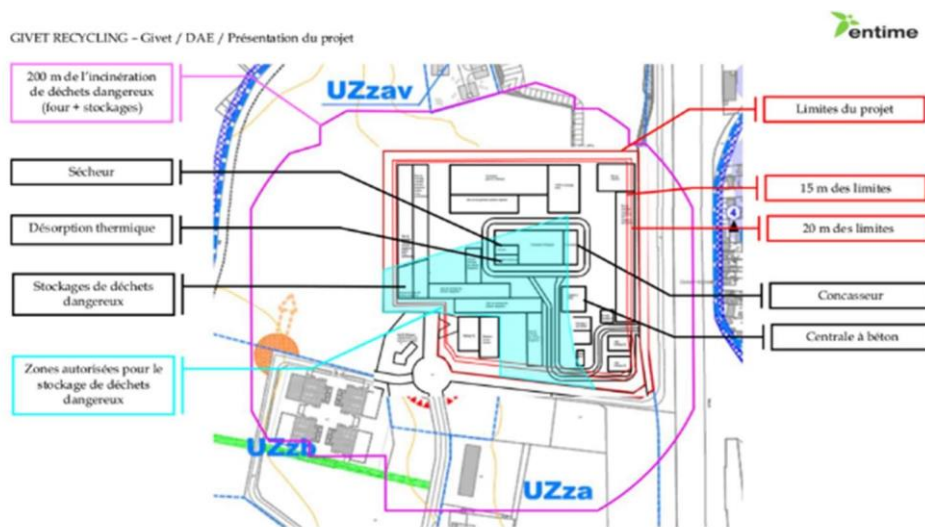 GIVET RECYCLING – Givet / DAE / Présentation du projet
entime
200 m de l'incinération
de déchets dangereux
(four + stockages)
Sécheur
Désorption thermique
Stockages de déchets
dangereux
Zones autorisées pour le
stockage de déchets
dangereux
UZzav
UZzb
UZza
4
Limites du projet
15 m des limites
20 m des limites
Concasseur
Centrale à béton